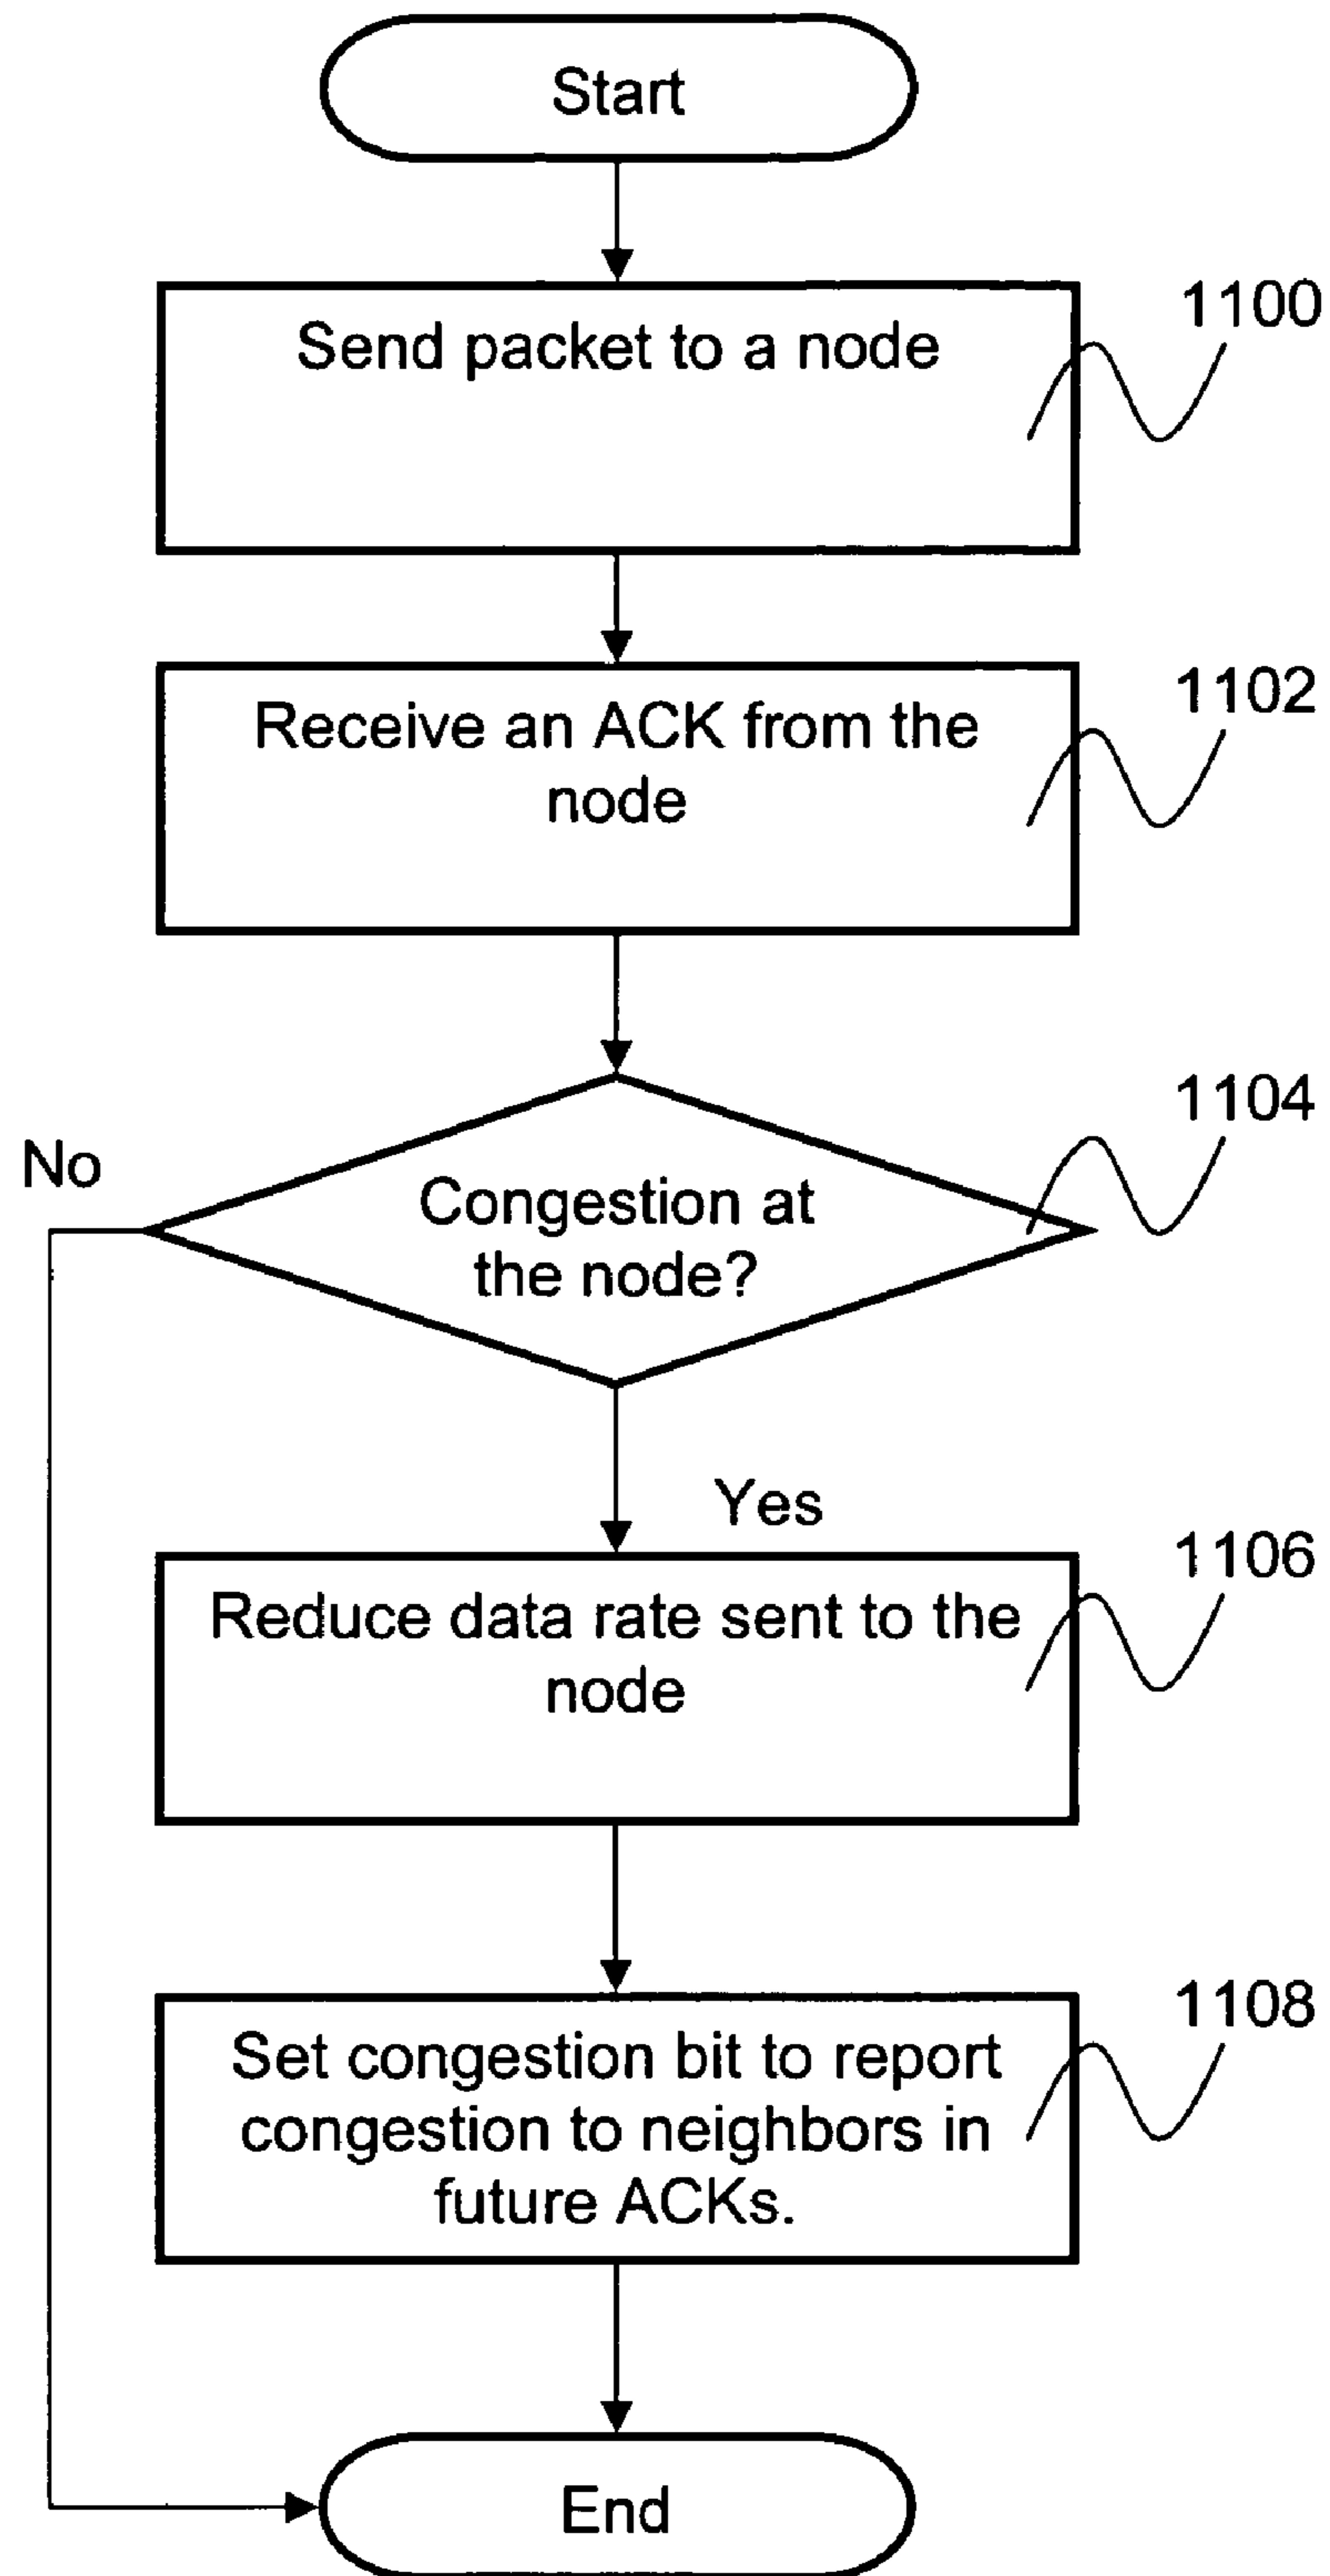 Start
Send packet to a node
1100
Receive an ACK from the
node
1102
Congestion at
the node?
1104
No
Yes
Reduce data rate sent to the
node
1106
Set congestion bit to report
congestion to neighbors in
future ACKs.
1108
End